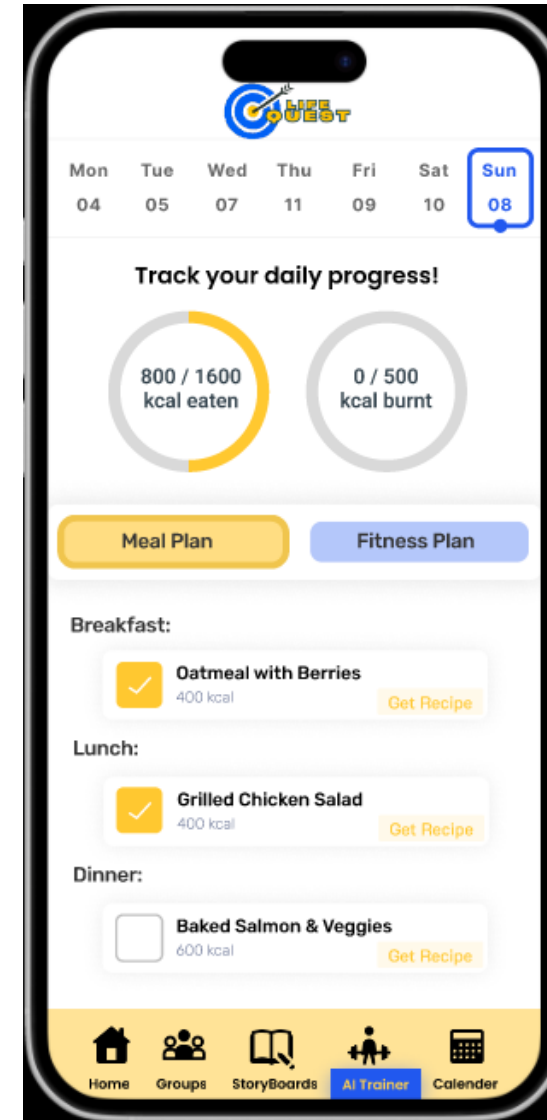 LIFE
QUEST
Mon Tue Wed Thu Fri Sat Sun
04 05 07 11 09 10 08
Track your daily progress!
800 / 1600
kcal eaten
0 / 500
kcal burnt
Meal Plan Fitness Plan
Breakfast:
Oatmeal with Berries
400 kcal
Get Recipe
Lunch:
Grilled Chicken Salad
400 kcal
Get Recipe
Dinner:
Baked Salmon & Veggies
600 kcal
Get Recipe
Home Groups StoryBoards AI Trainer Calender